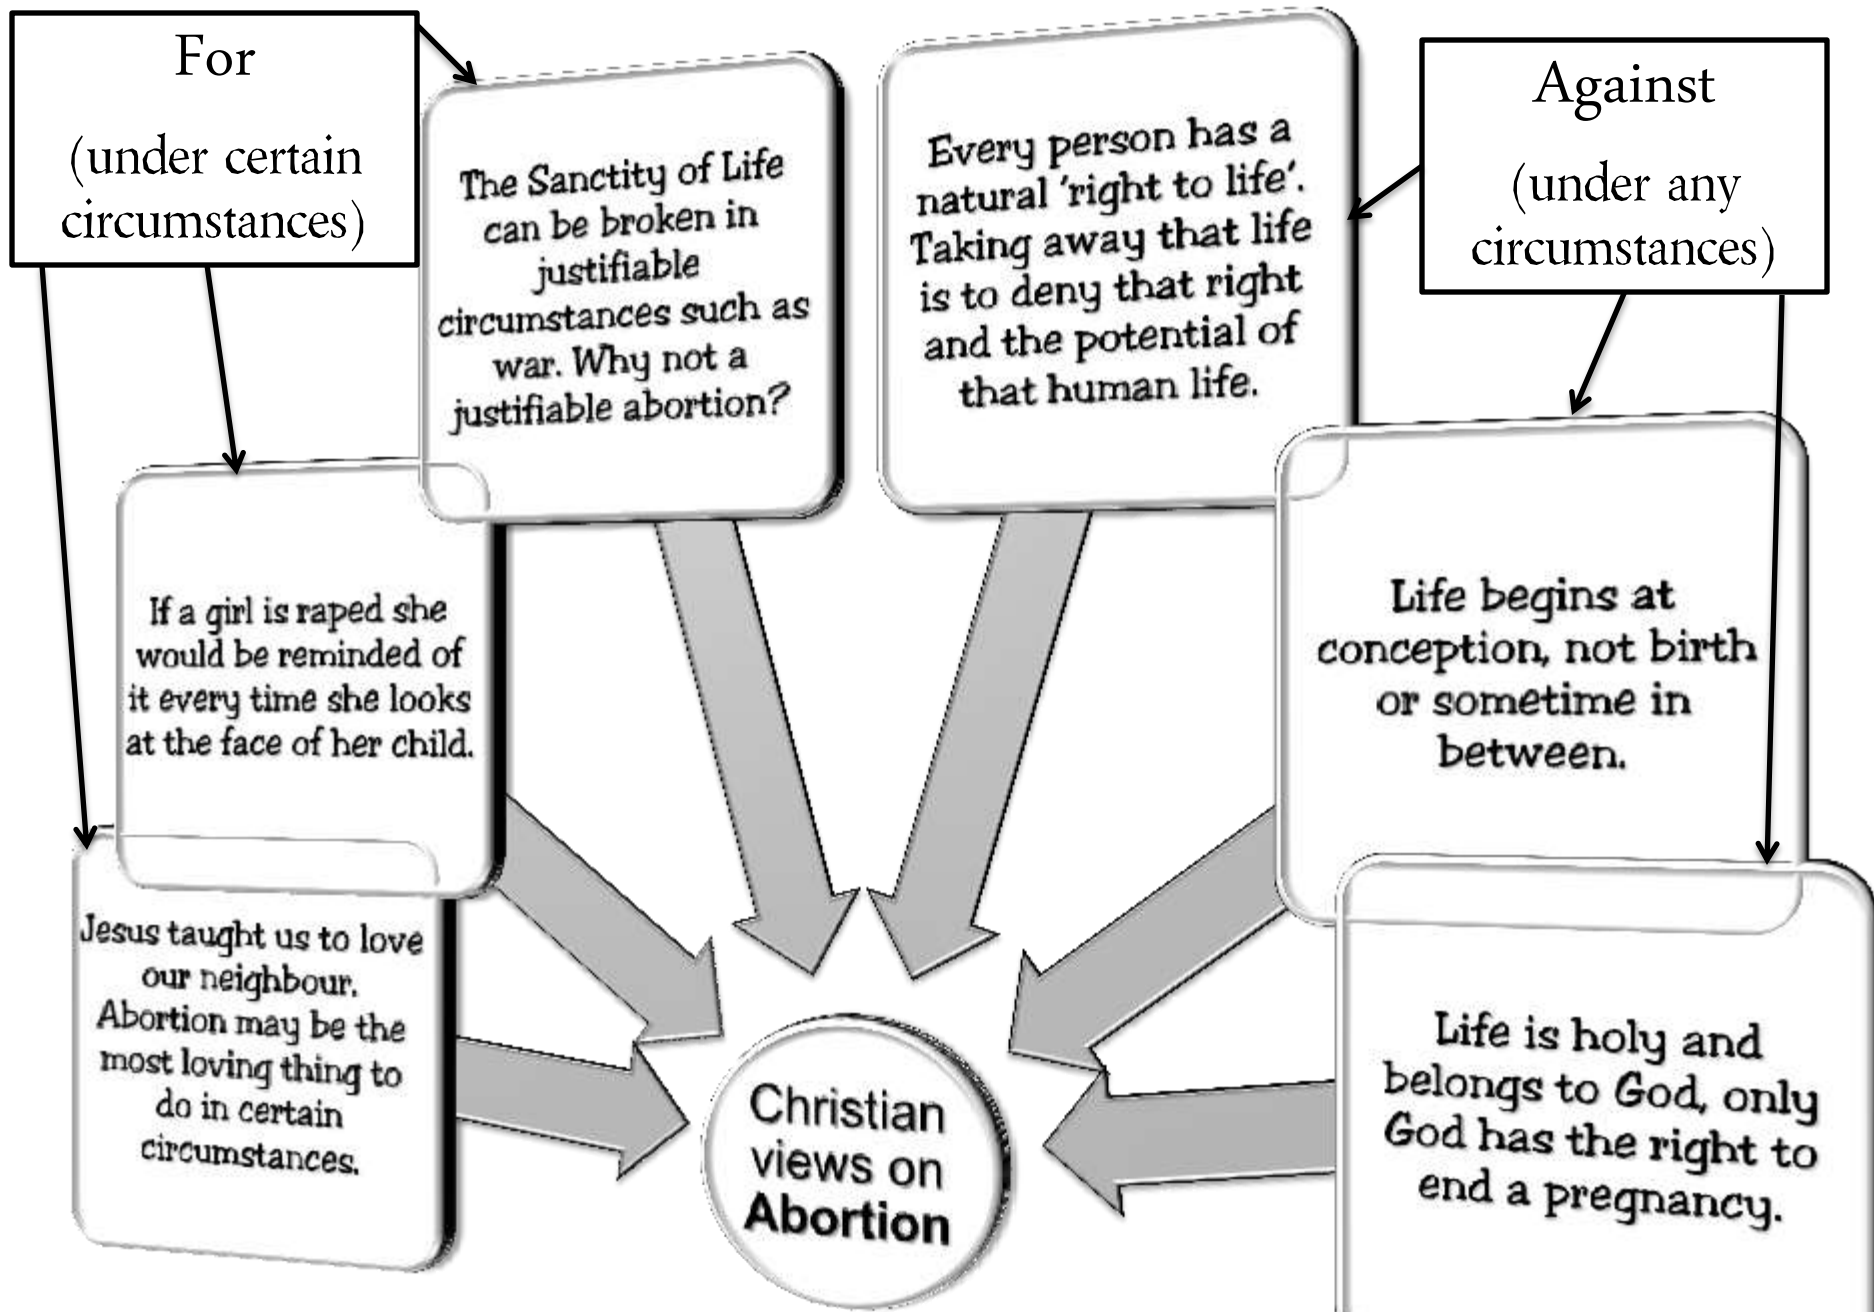 For
(under certain
circumstances)
The Sanctity of Life
can be broken in
justifiable
circumstances such as
war. Why not a
justifiable abortion?
Every person has a
natural 'right to life'.
Taking away that life
is to deny that right
and the potential of
that human life.
Against
(under any
circumstances)
If a girl is raped she
would be reminded of
it every time she looks
at the face of her child.
Life begins at
conception, not birth
or sometime in
between.
Jesus taught us to love
our neighbour.
Abortion may be the
most loving thing to
do in certain
circumstances.
Christian
views on
Abortion
Life is holy and
belongs to God, only
God has the right to
end a pregnancy.